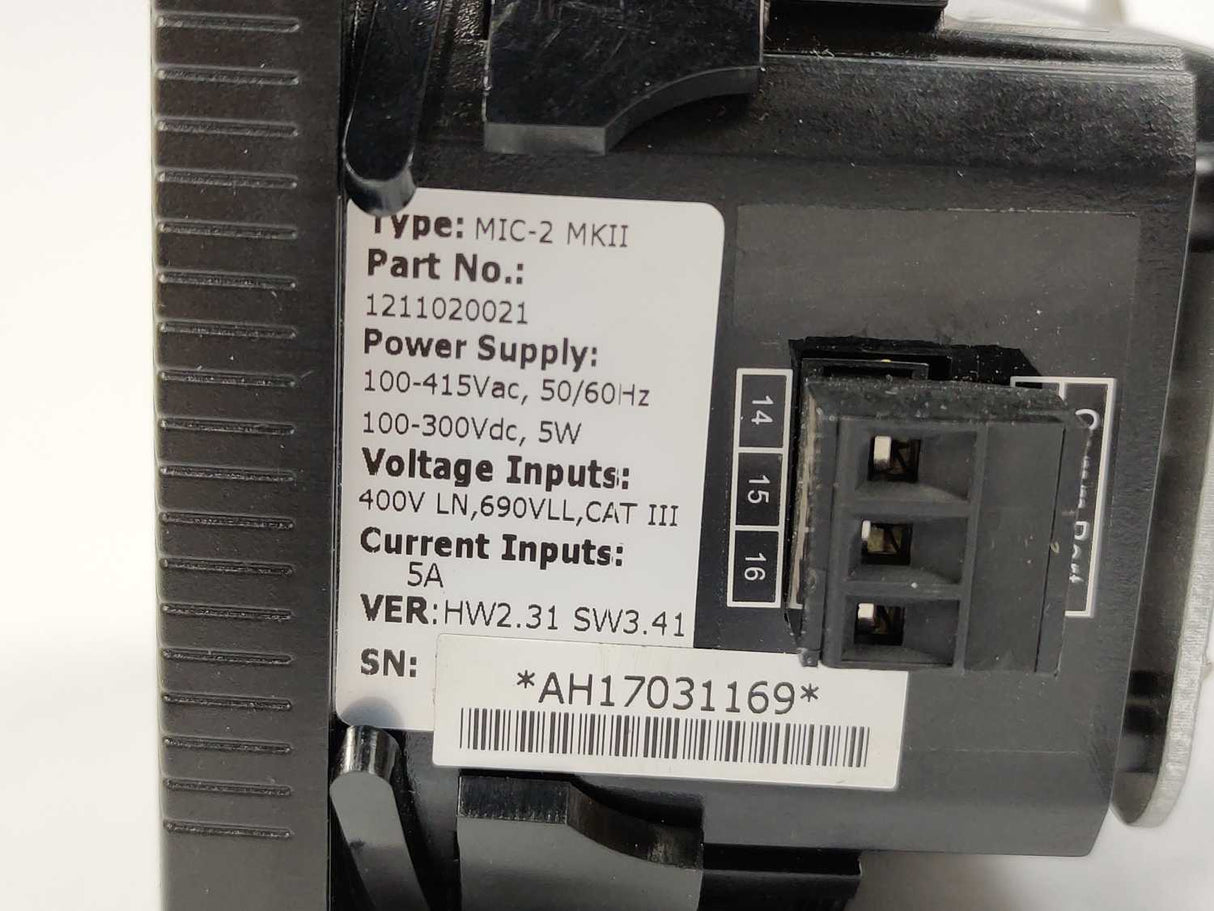 Type: MIC-2 MKII
Part No.:
1211020021
Power Supply:
100-415Vac, 50/60Hz
100-300Vdc, 5W
Voltage Inputs:
400V LN,690VLL,CAT III
Current Inputs:
5A
VER:HW2.31 SW3.41
SN:
*AH17031169*
14
15
16
Port